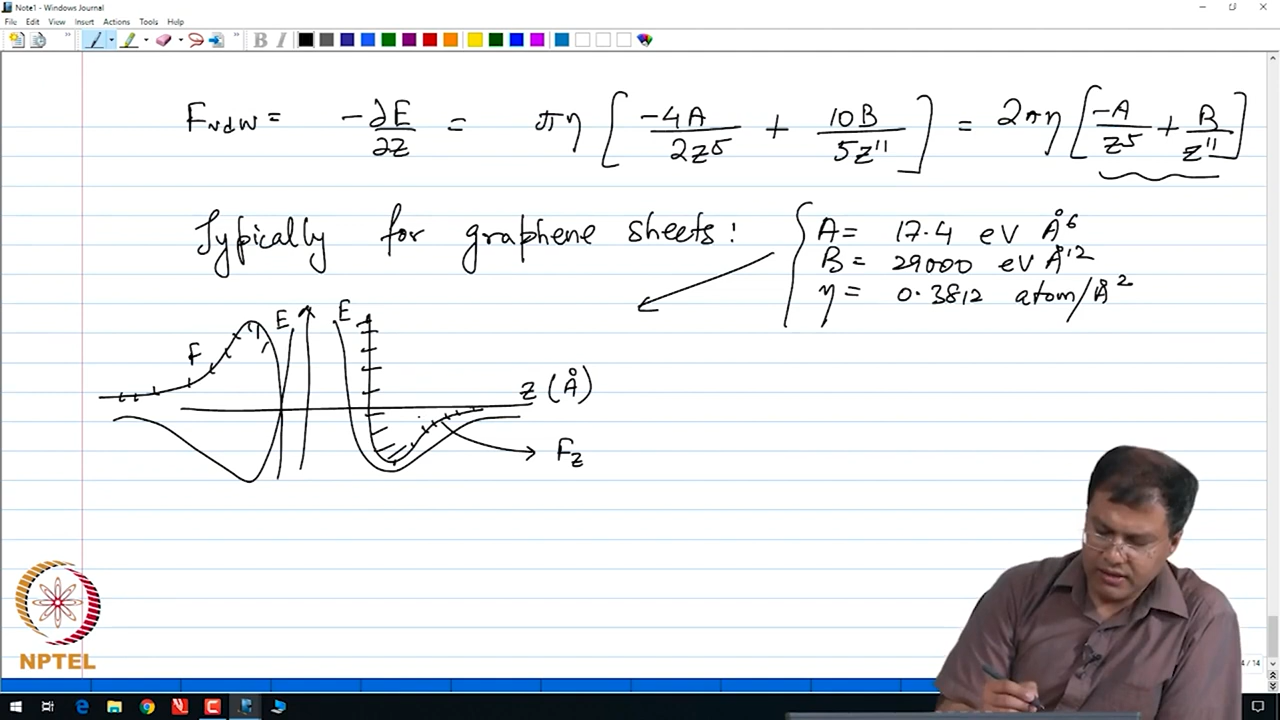 Note1 - Windows Journal
File Edit View Insert Actions Tools Help
B I
F_vdW = -∂E/∂z = πη [ -4A/2z^5 + 10B/5z^11 ] = 2πη [ -A/z^5 + B/z^11 ]
Typically for graphene sheets:
A = 17.4 eV Å^6
B = 29000 eV Å^12
η = 0.3812 atom/Å^2
F E E
z (Å)
F_z
NPTEL